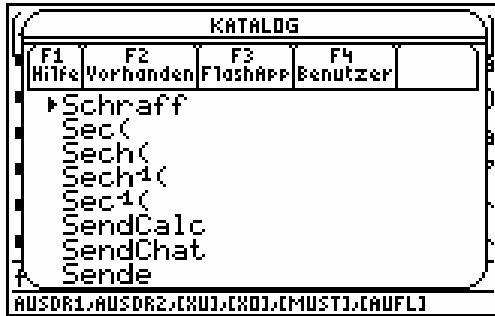 KATALOG
F1 F2 F3 F4
Hilfe Vorhanden FlashApp Benutzer
▸Schraff
Sec(
Sech(
Sech⁻¹(
Sec⁻¹(
SendCalc
SendChat
Sende
AUSDR1,AUSDR2,[XU],[XO],[MUST],[AUFL]